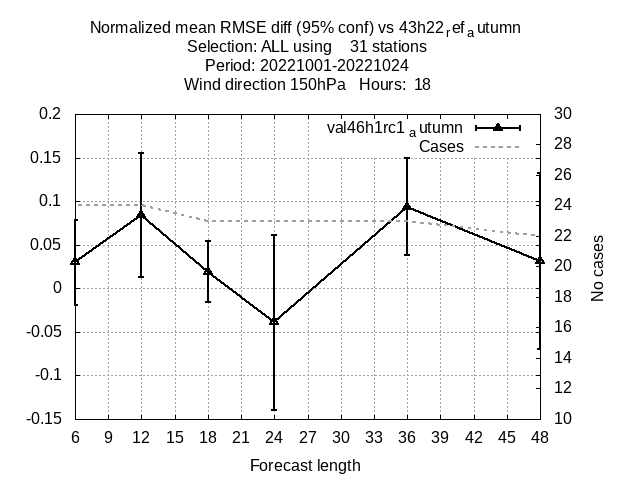 Normalized mean RMSE diff (95% conf) vs 43h22refautumn
Selection: ALL using 31 stations
Period: 20221001-20221024
Wind direction 150hPa Hours: 18
0.2
0.15
0.1
0.05
0
-0.05
-0.1
-0.15
val46h1rc1autumn
Cases
30
28
26
24
22
20
18
16
14
12
10
No cases
6 9 12 15 18 21 24 27 30 33 36 39 42 45 48
Forecast length